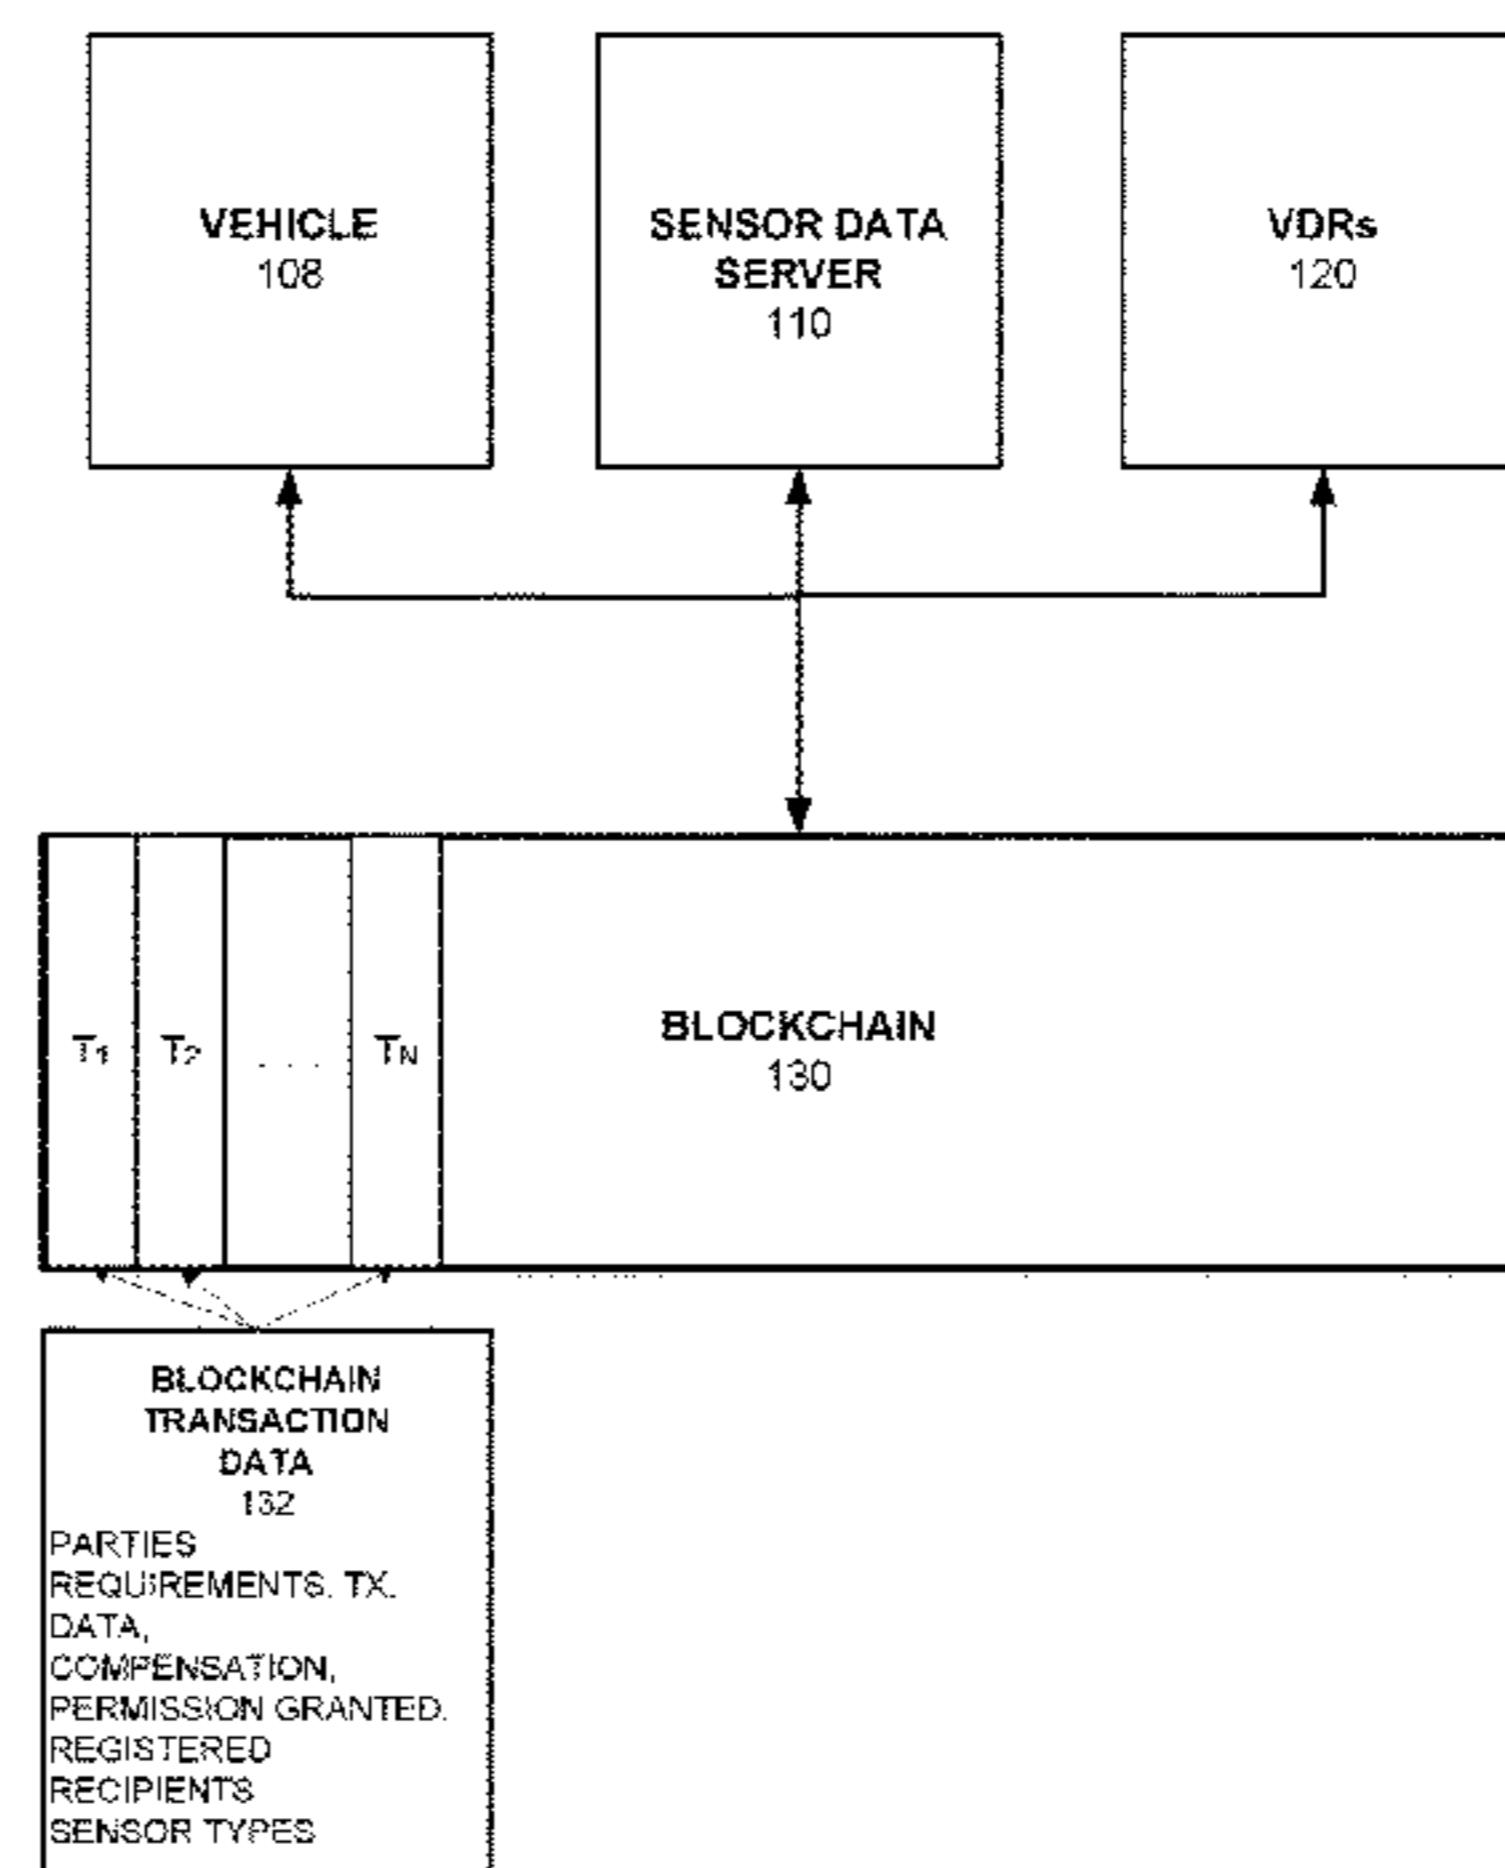 VEHICLE
108
SENSOR DATA
SERVER
110
VDRs
120
T1
T2
. . .
TN
BLOCKCHAIN
130
BLOCKCHAIN
TRANSACTION
DATA
132
PARTIES
REQUIREMENTS. TX.
DATA,
COMPENSATION,
PERMISSION GRANTED.
REGISTERED
RECIPIENTS
SENSOR TYPES